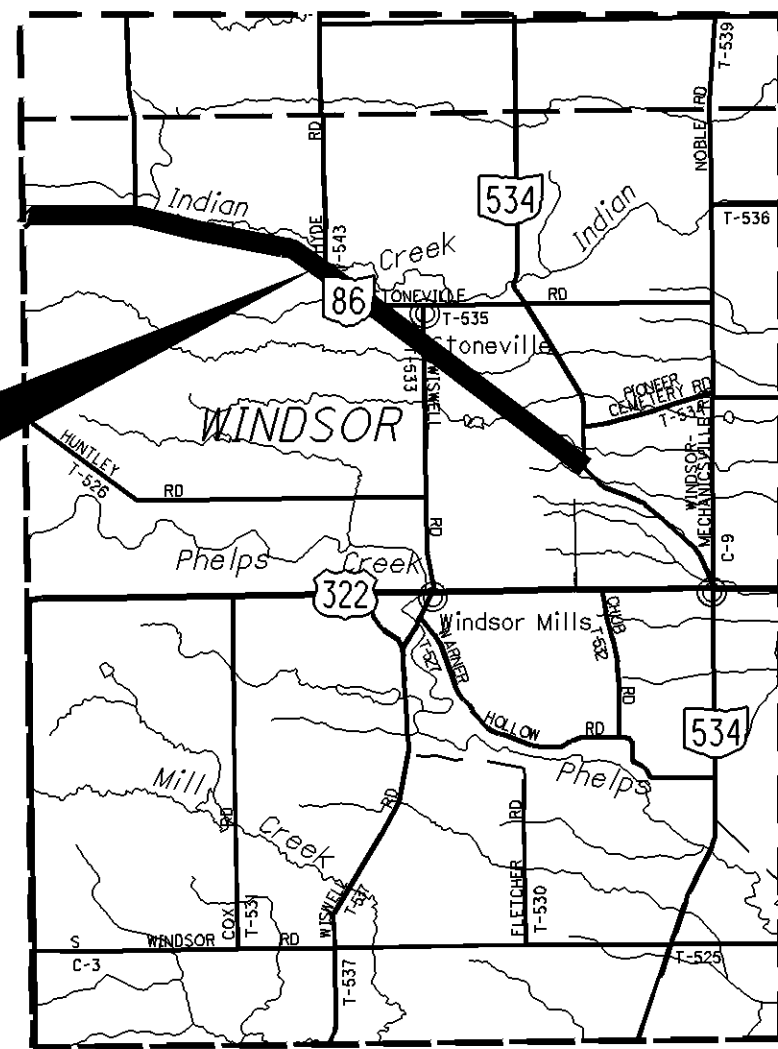 T-539
NOBLE RD
RD
Indian
534
Indian
T-536
HYDE
T-543
Creek
86
TONEVILLE RD
T-535
Stoneville
T-533
WISWELL
PIONEER
CEMETERY RD
T-534
WINDSOR
HUNTLEY
T-526
RD
WINDSOR-
MECHANICSVILLE
RD
C-9
Phelps Creek
322
Windsor Mills
CHOB
T-532
RD
WARNER
T-527
HOLLOW RD
534
Phelps
Mill
Creek
RD
RD
RD
WISWELL
T-537
COX
T-531
FLETCHER
T-530
S WINDSOR RD
C-3
T-537
T-525